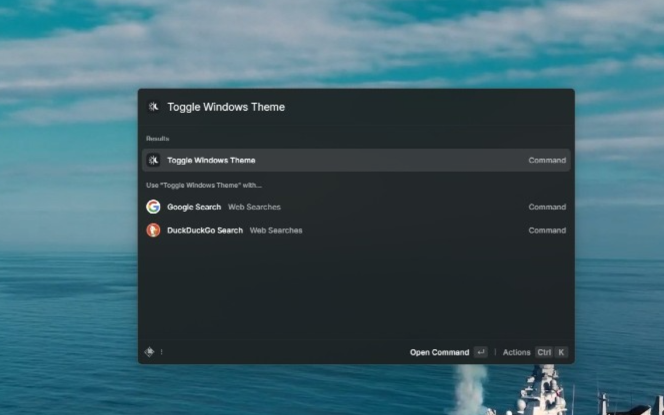 Toggle Windows Theme
Results
Toggle Windows Theme Command
Use "Toggle Windows Theme" with...
Google Search Web Searches Command
DuckDuckGo Search Web Searches Command
! Open Command ↵ | Actions Ctrl K